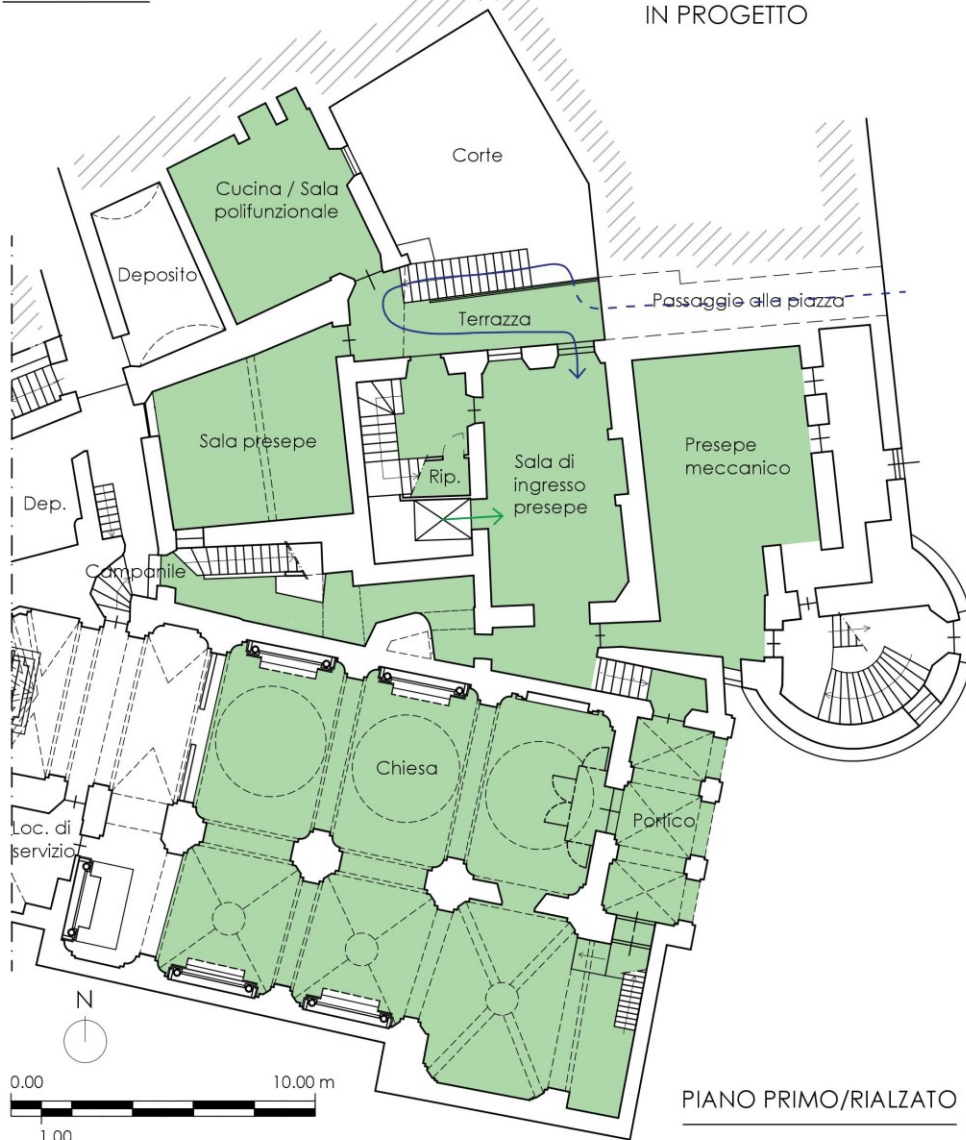 IN PROGETTO
Corte
Cucina / Sala
polifunzionale
Deposito
Passaggio alla piazza
Terrazza
Sala presepe
Presepe
meccanico
Sala di
ingresso
presepe
Rip.
Dep.
Campanile
Chiesa
Portico
Loc. di
servizio
N
0.00
10.00 m
1.00
PIANO PRIMO/RIALZATO